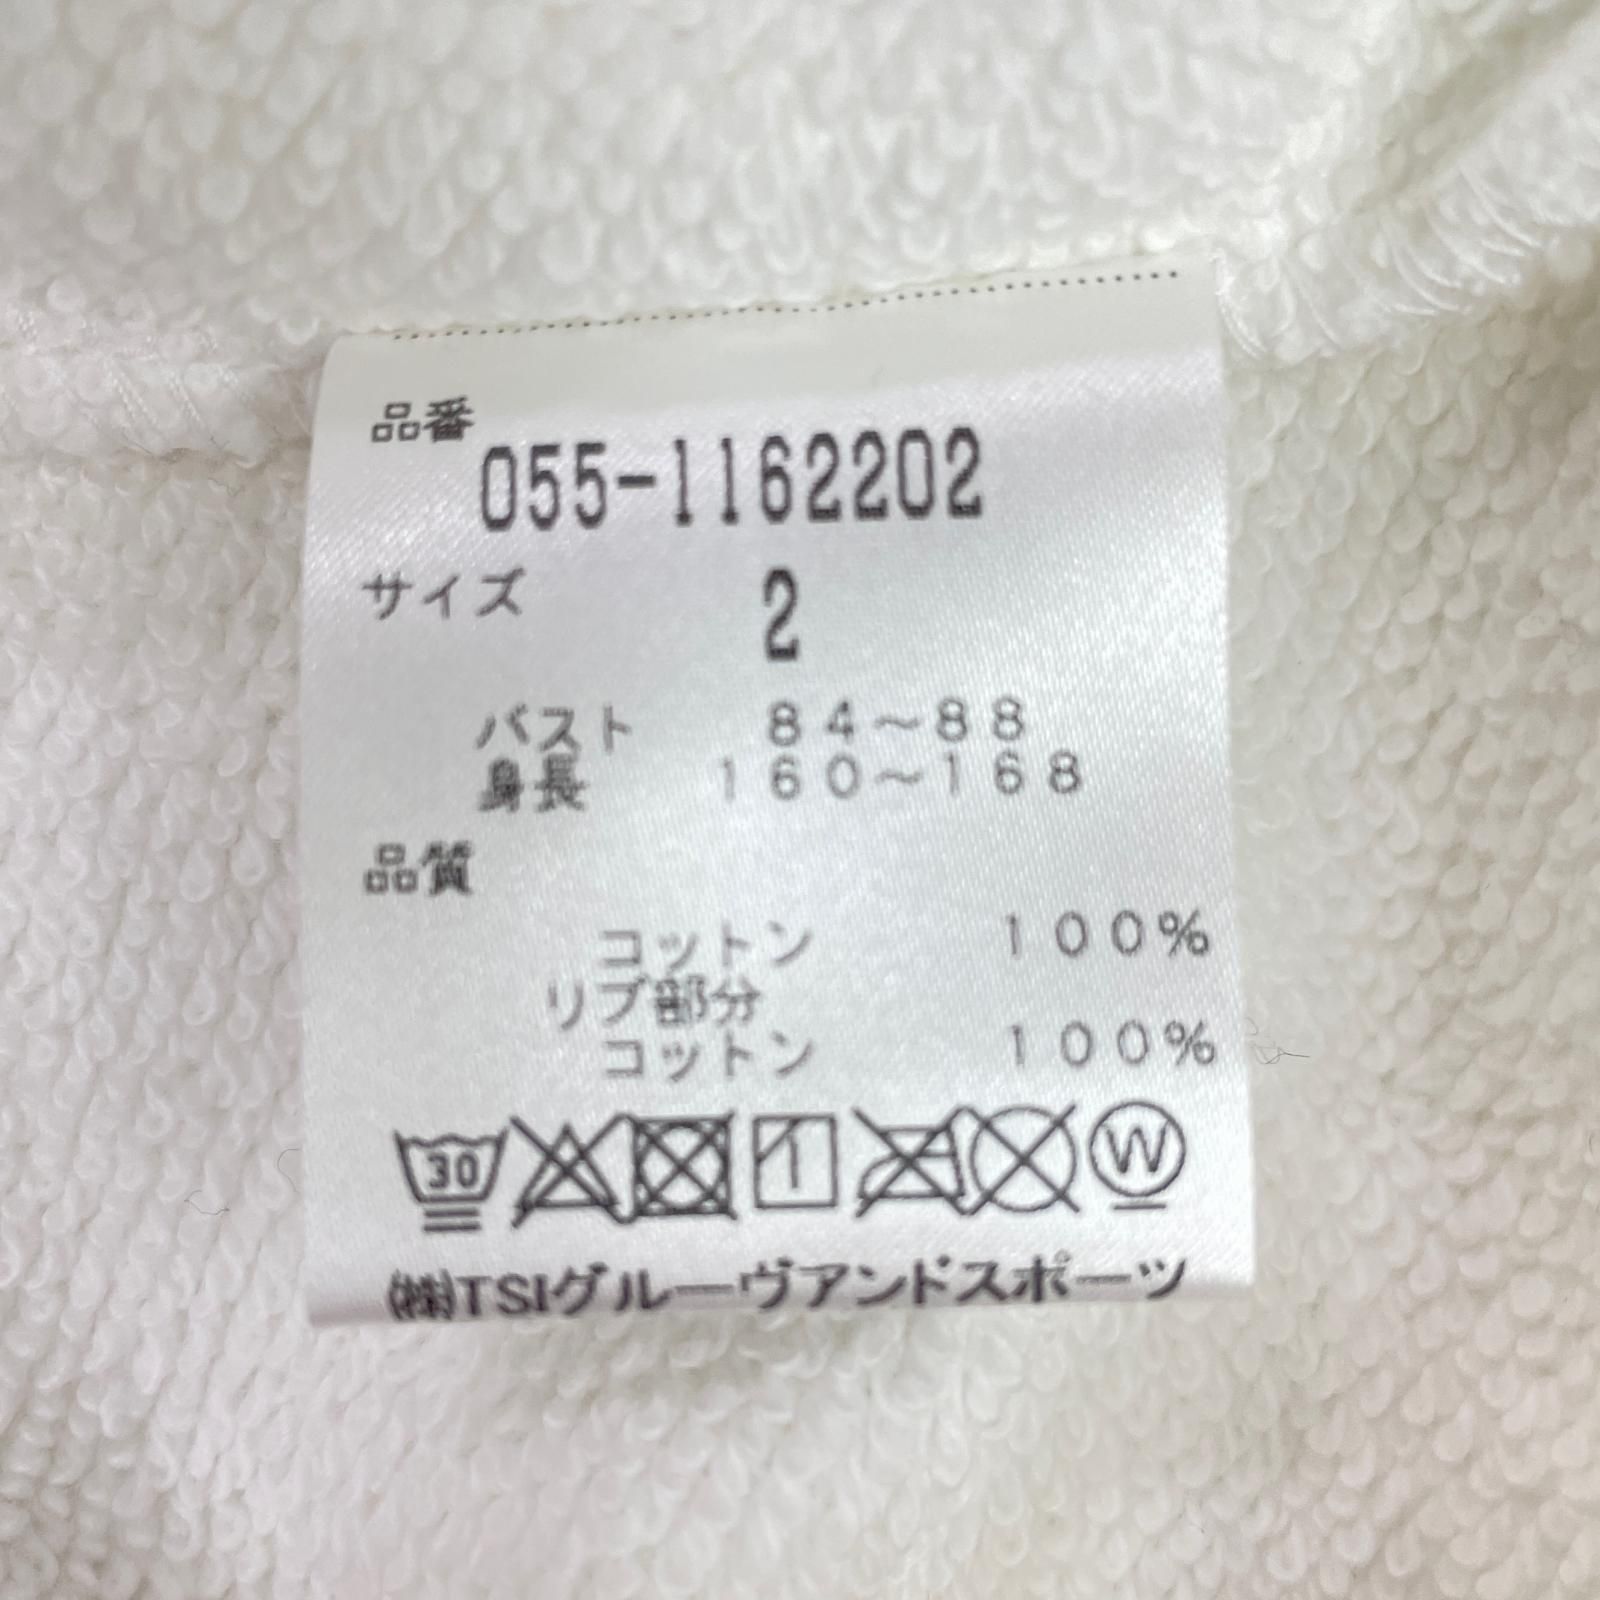 品番
055-1162202
サイズ 2
バスト 84～88
身長 160～168
品質
コットン 100%
リブ部分
コットン 100%
30 W
㈱TSIグルーヴアンドスポーツ